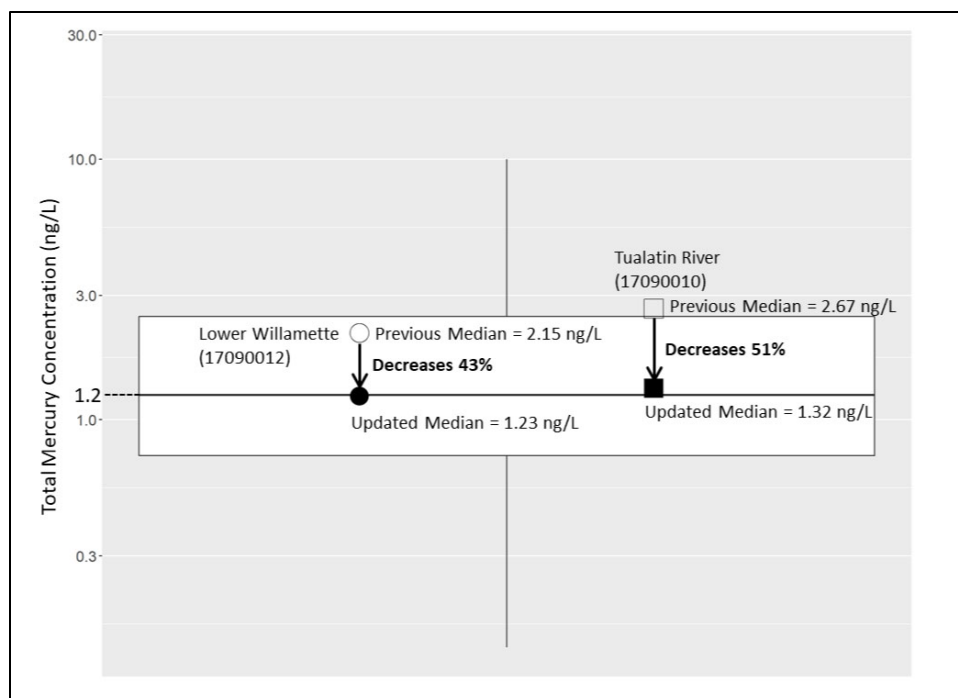 30.0
10.0
3.0
1.2
1.0
0.3
Total Mercury Concentration (ng/L)
Tualatin River
(17090010)
Previous Median = 2.67 ng/L
Decreases 51%
Updated Median = 1.32 ng/L
Lower Willamette
(17090012)
Previous Median = 2.15 ng/L
Decreases 43%
Updated Median = 1.23 ng/L